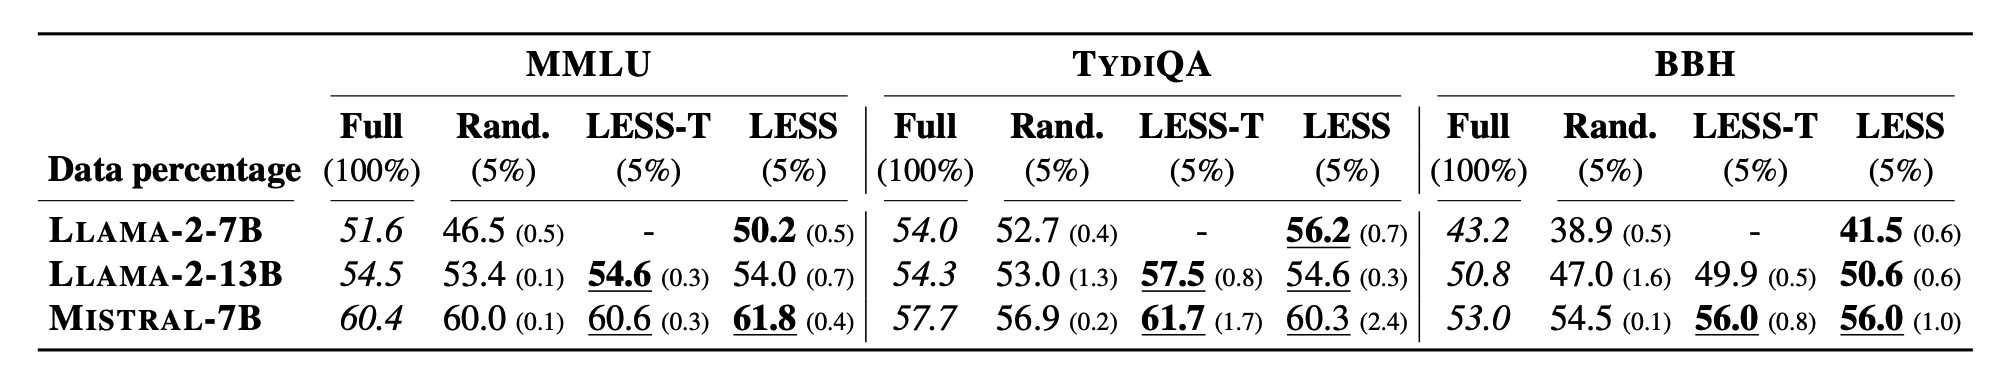 MMLU TYDIQA BBH
Full Rand. LESS-T LESS Full Rand. LESS-T LESS Full Rand. LESS-T LESS
Data percentage (100%) (5%) (5%) (5%) (100%) (5%) (5%) (5%) (100%) (5%) (5%) (5%)
LLAMA-2-7B 51.6 46.5 (0.5) - 50.2 (0.5) 54.0 52.7 (0.4) - 56.2 (0.7) 43.2 38.9 (0.5) - 41.5 (0.6)
LLAMA-2-13B 54.5 53.4 (0.1) 54.6 (0.3) 54.0 (0.7) 54.3 53.0 (1.3) 57.5 (0.8) 54.6 (0.3) 50.8 47.0 (1.6) 49.9 (0.5) 50.6 (0.6)
MISTRAL-7B 60.4 60.0 (0.1) 60.6 (0.3) 61.8 (0.4) 57.7 56.9 (0.2) 61.7 (1.7) 60.3 (2.4) 53.0 54.5 (0.1) 56.0 (0.8) 56.0 (1.0)